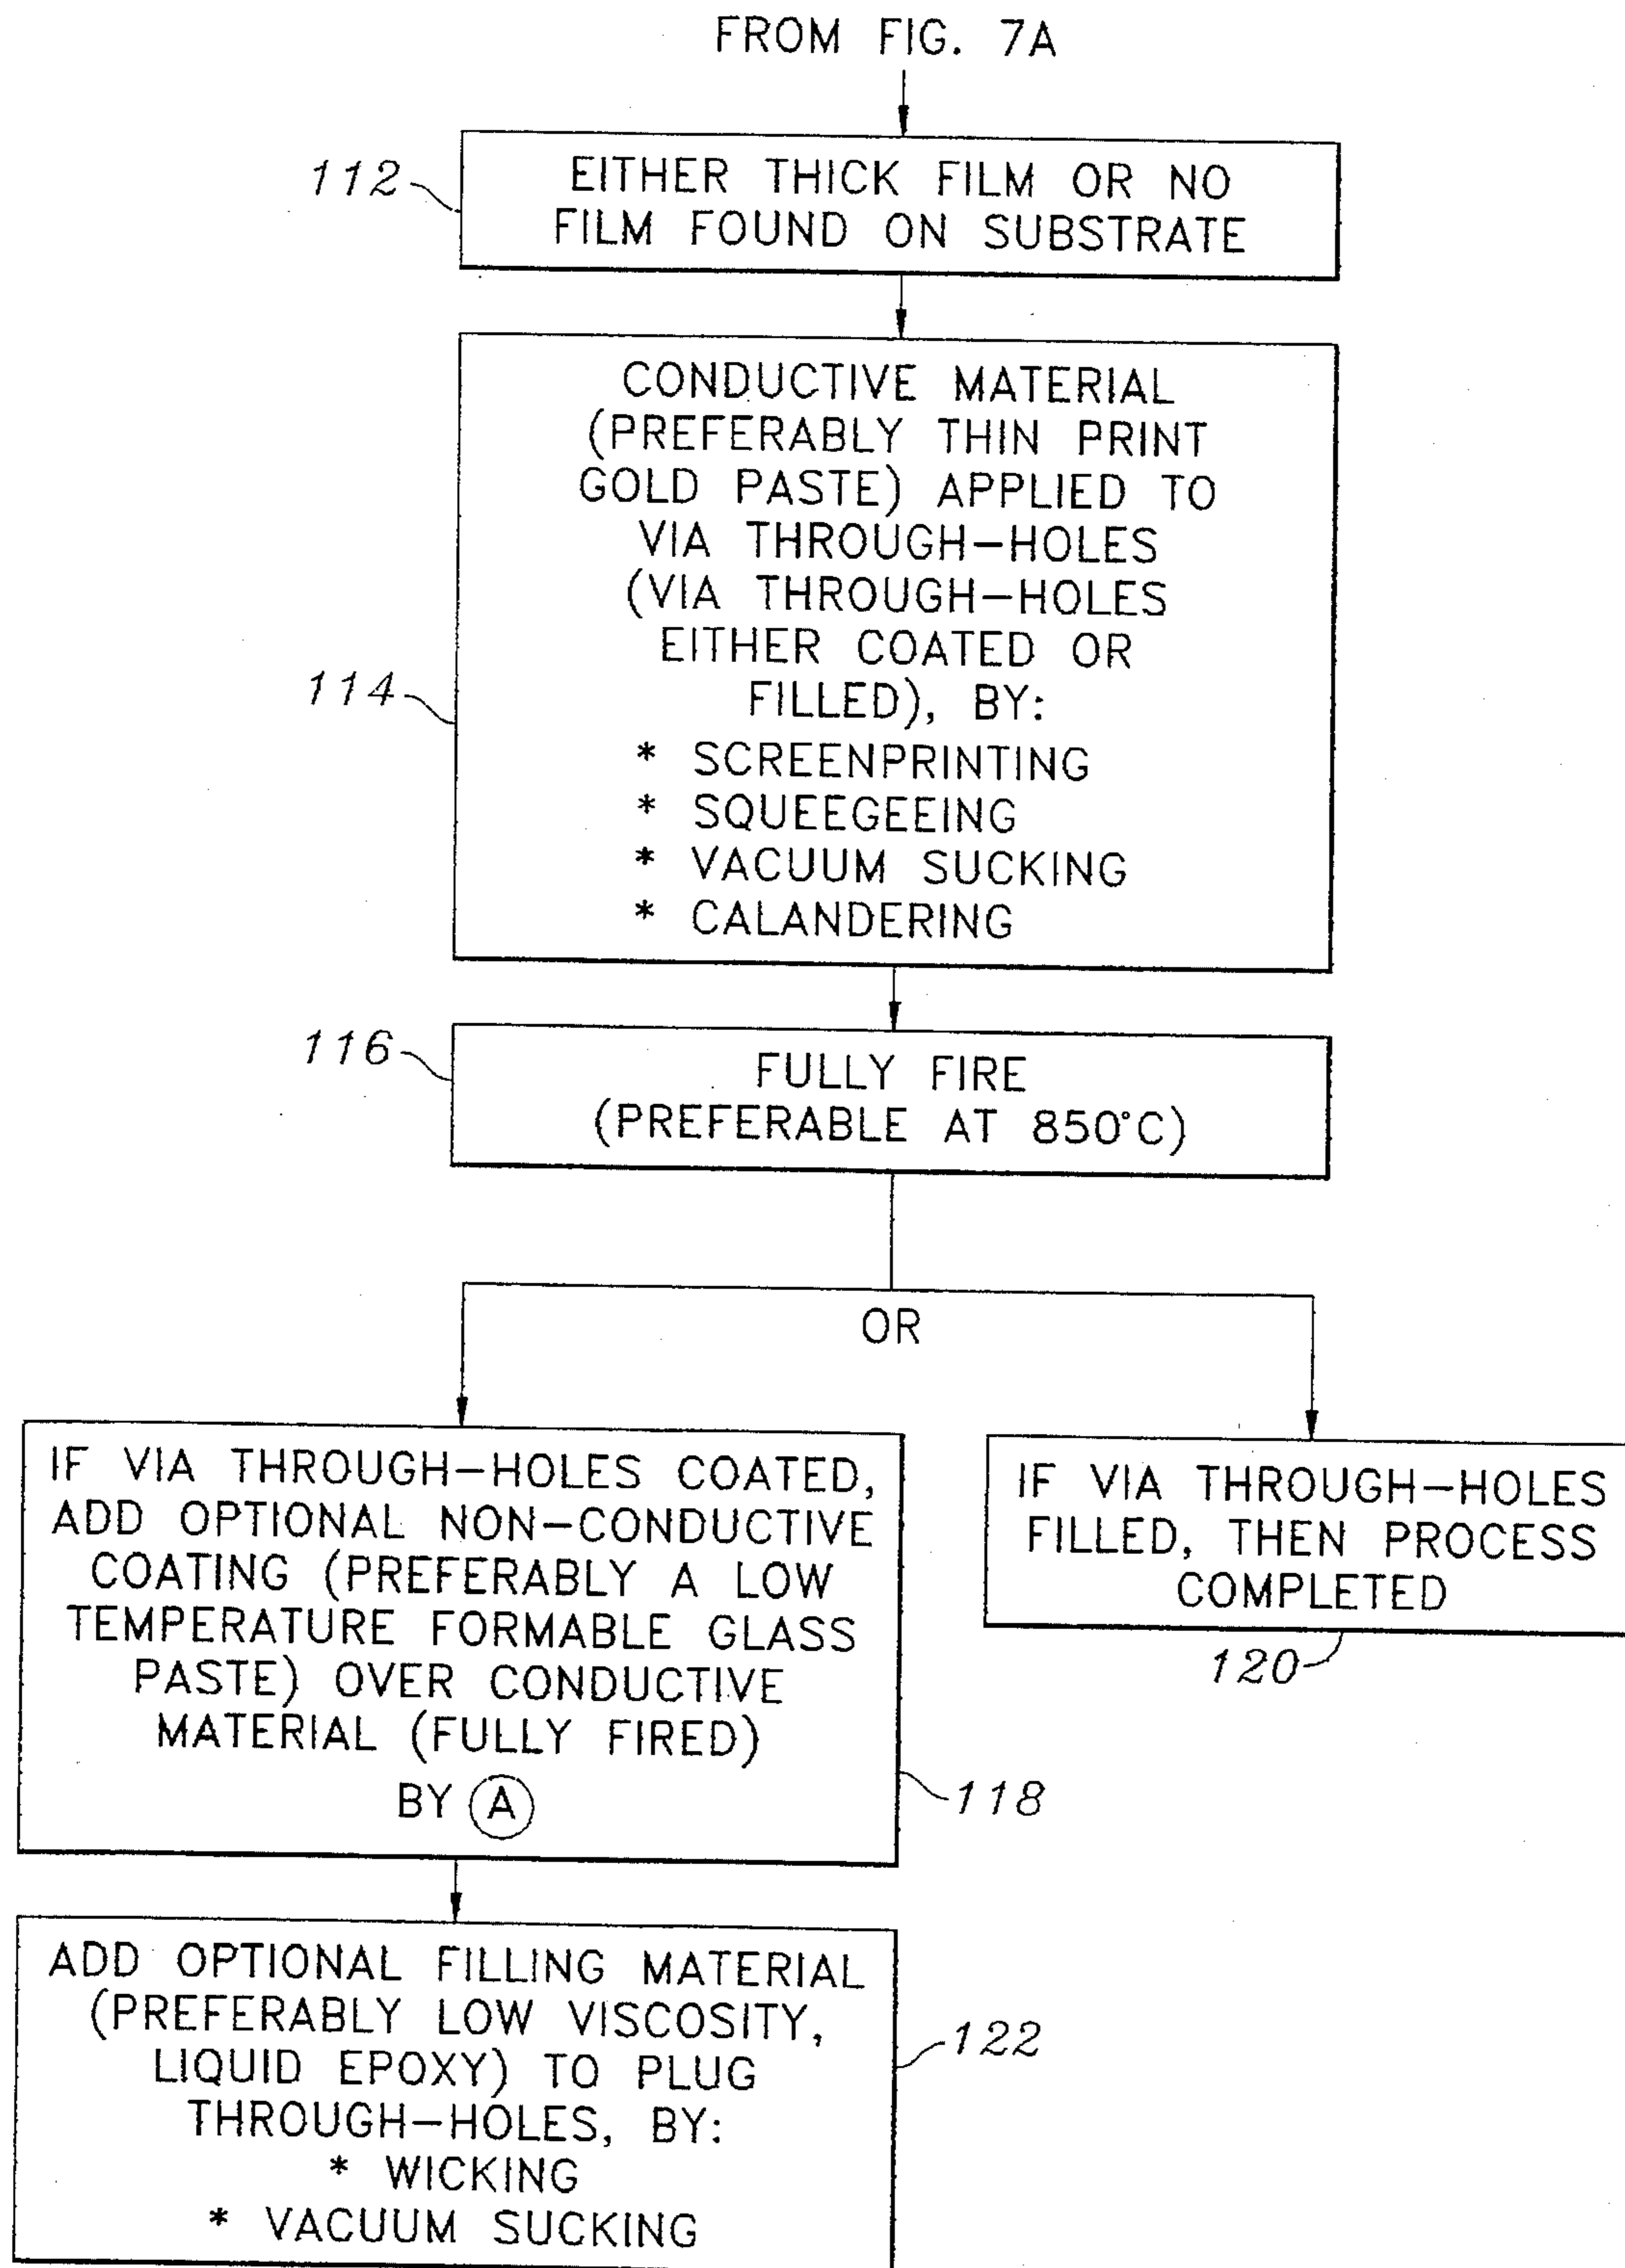 FROM FIG. 7A
112
EITHER THICK FILM OR NO
FILM FOUND ON SUBSTRATE
CONDUCTIVE MATERIAL
(PREFERABLY THIN PRINT
GOLD PASTE) APPLIED TO
VIA THROUGH-HOLES
(VIA THROUGH-HOLES
EITHER COATED OR
FILLED), BY:
114
* SCREENPRINTING
* SQUEEGEEING
* VACUUM SUCKING
* CALANDERING
116
FULLY FIRE
(PREFERABLE AT 850°C)
OR
IF VIA THROUGH-HOLES COATED,
ADD OPTIONAL NON-CONDUCTIVE
COATING (PREFERABLY A LOW
TEMPERATURE FORMABLE GLASS
PASTE) OVER CONDUCTIVE
MATERIAL (FULLY FIRED)
BY A
118
IF VIA THROUGH-HOLES
FILLED, THEN PROCESS
COMPLETED
120
ADD OPTIONAL FILLING MATERIAL
(PREFERABLY LOW VISCOSITY,
LIQUID EPOXY) TO PLUG
THROUGH-HOLES, BY:
* WICKING
* VACUUM SUCKING
122